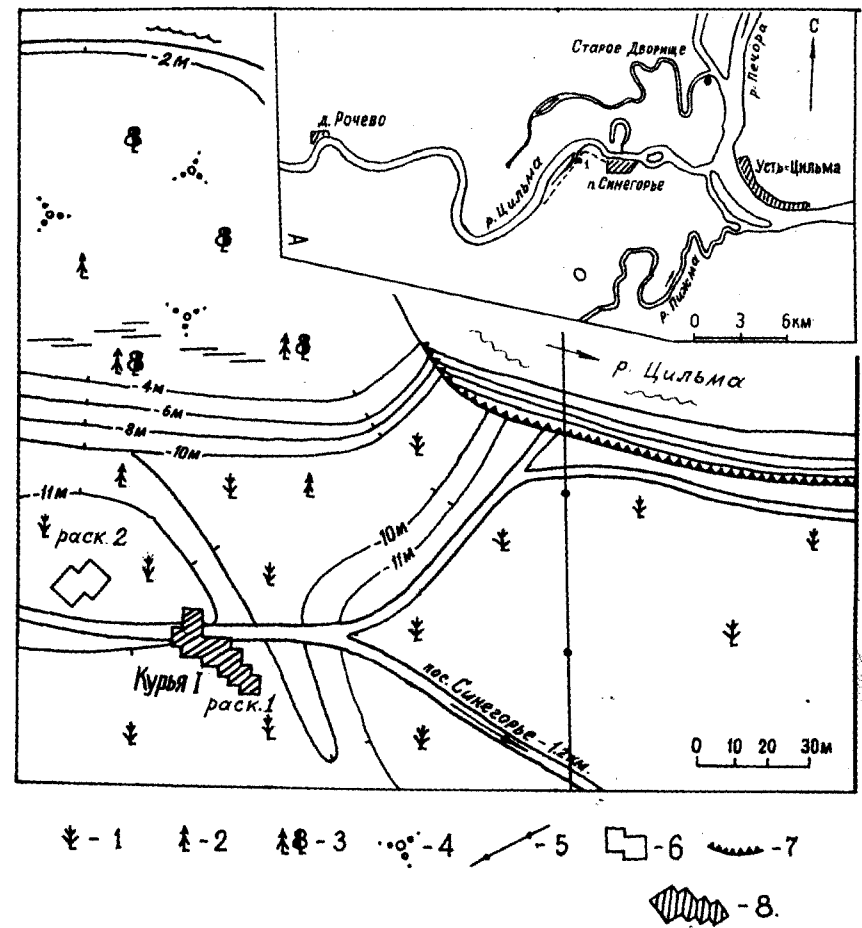 -2м
С
Старое Дворище
р. Печора
д. Рочево
р. Цильма
1
п. Синегорье
Усть-Цильма
А
р. Пижма
0 3 6км
р. Цильма
-4м
-6м
-8м
-10м
-11м
раск. 2
-10м
-11м
Курья I
раск. 1
пос. Синегорье - 1.2 км.
0 10 20 30м
- 1
- 2
- 3
- 4
- 5
- 6
- 7
- 8.